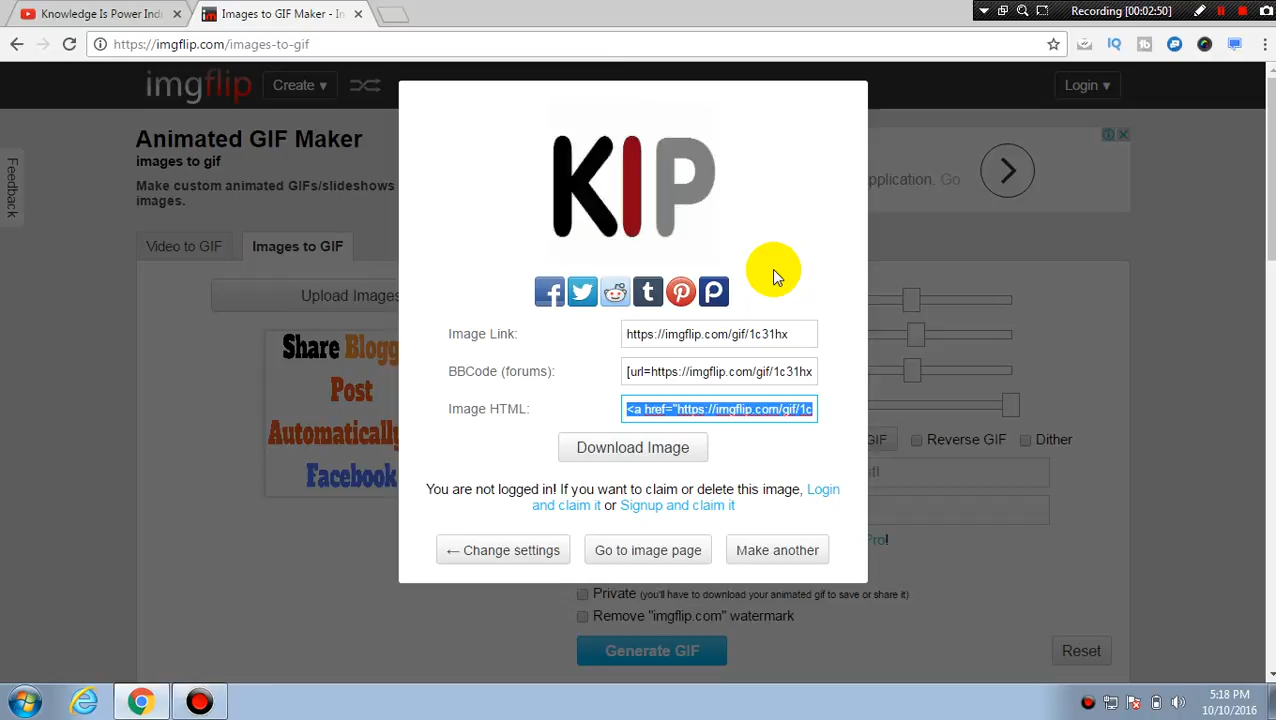 Knowledge Is Power Indi
Images to GIF Maker - In
Recording [00:02:50]
https://imgflip.com/images-to-gif
imgflip
Create ▾
Login ▾
Feedback
Animated GIF Maker
images to gif
Make custom animated GIFs/slideshows
images.
application. Go
Video to GIF
Images to GIF
Upload Images
Share Blogg
Post
Automatically
Facebook
KIP
Image Link:
https://imgflip.com/gif/1c31hx
BBCode (forums):
[url=https://imgflip.com/gif/1c31hx
Image HTML:
<a href="https://imgflip.com/gif/1c
Download Image
You are not logged in! If you want to claim or delete this image, Login
and claim it or Signup and claim it
← Change settings
Go to image page
Make another
GIF
Reverse GIF
Dither
Pro!
Private (you'll have to download your animated gif to save or share it)
Remove "imgflip.com" watermark
Generate GIF
Reset
5:18 PM
10/10/2016